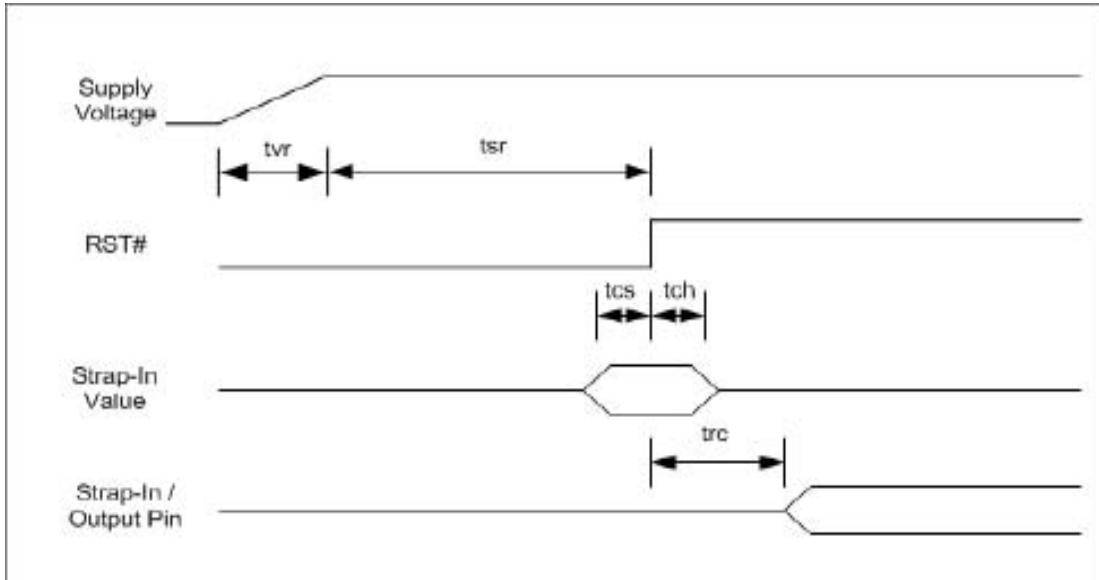 Supply
Voltage
tvr
tsr
RST#
tcs
tch
Strap-In
Value
trc
Strap-In /
Output Pin